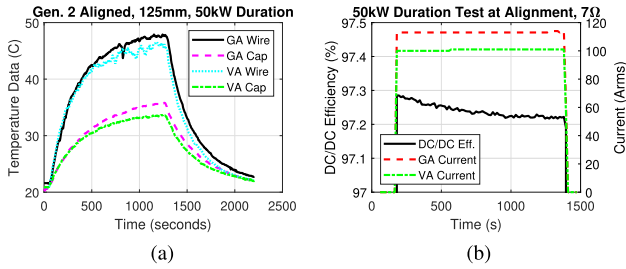 Gen. 2 Aligned, 125mm, 50kW Duration
50
40
30
20
Temperature Data (C)
GA Wire
GA Cap
VA Wire
VA Cap
0
500
1000
1500
2000
2500
Time (seconds)
(a)
50kW Duration Test at Alignment, 7Ω
97.5
97.4
97.3
97.2
97.1
97
DC/DC Efficiency (%)
DC/DC Eff.
GA Current
VA Current
120
100
80
60
40
20
0
Current (Arms)
0
500
1000
1500
Time (s)
(b)